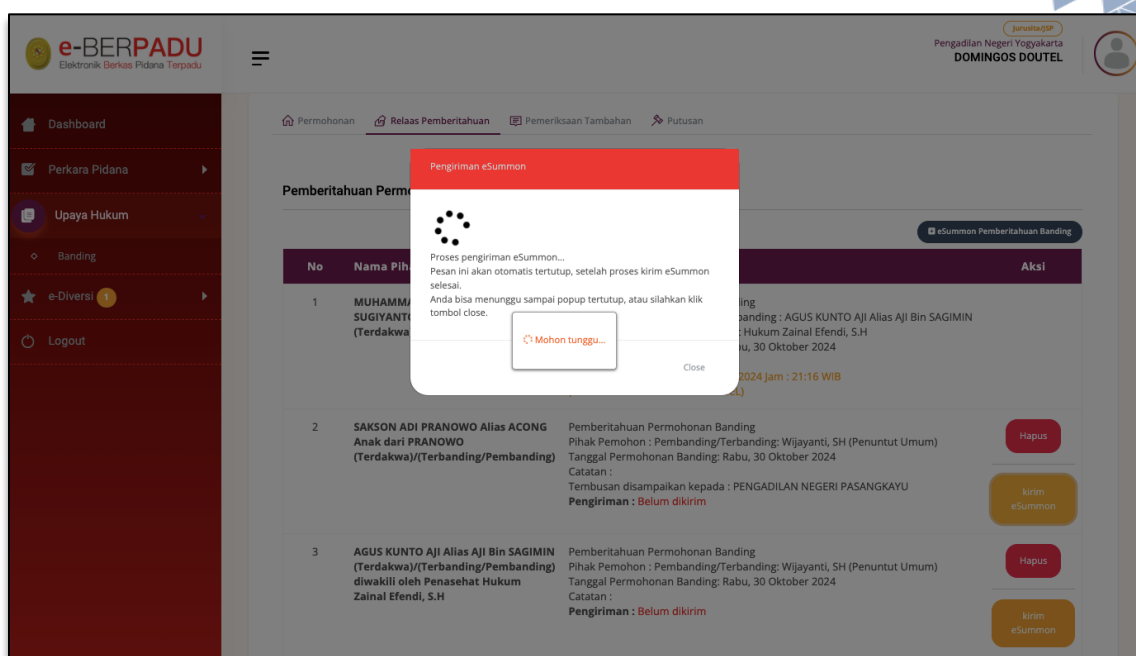 e-BERPADU
Elektronik Berkas Pidana Terpadu
Jurusita/JSP
Pengadilan Negeri Yogyakarta
DOMINGOS DOUTEL
Dashboard
Perkara Pidana
Upaya Hukum
Banding
e-Diversi 1
Logout
Permohonan Relaas Pemberitahuan Pemeriksaan Tambahan Putusan
Pengiriman eSummon
Proses pengiriman eSummon...
Pesan ini akan otomatis tertutup, setelah proses kirim eSummon
selesai.
Anda bisa menunggu sampai popup tertutup, atau silahkan klik
tombol close.
Mohon tunggu...
Close
Pemberitahuan
eSummon Pemberitahuan Banding
No Nama Aksi
1
SUGIYANTO
(Terdakwa
banding : AGUS KUNTO AJI Alias AJI Bin SAGIMIN
Hukum Zainal Efendi, S.H
30 Oktober 2024
2024 Jam : 21:16 WIB
2 SAKSON ADI PRANOWO Alias ACONG
Anak dari PRANOWO
(Terdakwa)/(Terbanding/Pembanding)
Pemberitahuan Permohonan Banding
Pihak Pemohon : Pembanding/Terbanding: Wijayanti, SH (Penuntut Umum)
Tanggal Permohonan Banding: Rabu, 30 Oktober 2024
Catatan :
Tembusan disampaikan kepada : PENGADILAN NEGERI PASANGKAYU
Pengiriman : Belum dikirim
Hapus
kirim
eSummon
3 AGUS KUNTO AJI Alias AJI Bin SAGIMIN
(Terdakwa)/(Terbanding/Pembanding)
diwakili oleh Penasehat Hukum
Zainal Efendi, S.H
Pemberitahuan Permohonan Banding
Pihak Pemohon : Pembanding/Terbanding: Wijayanti, SH (Penuntut Umum)
Tanggal Permohonan Banding: Rabu, 30 Oktober 2024
Catatan :
Pengiriman : Belum dikirim
Hapus
kirim
eSummon